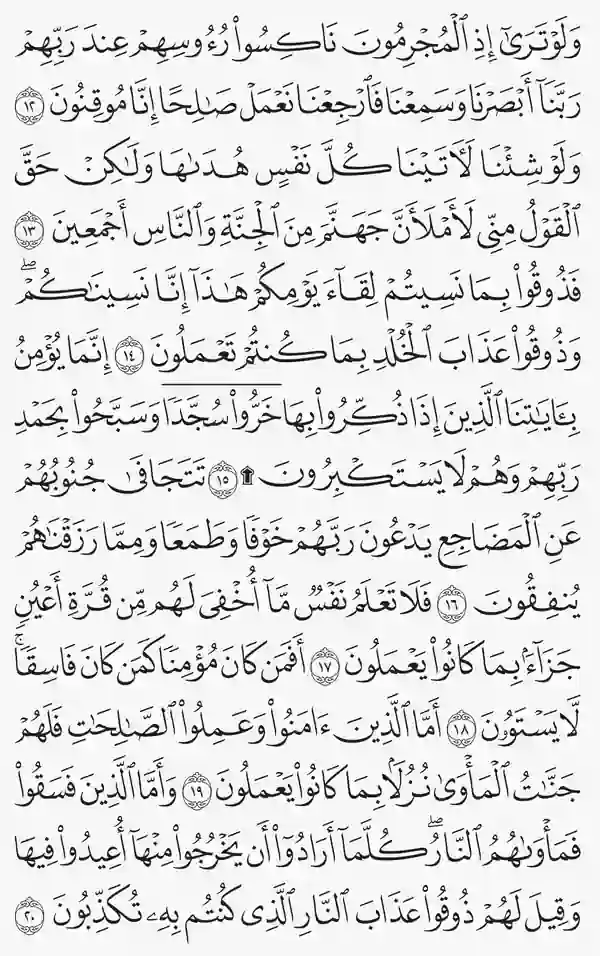 وَلَوْ تَرَىٰٓ إِذِ ٱلْمُجْرِمُونَ نَاكِسُوا۟ رُءُوسِهِمْ عِندَ رَبِّهِمْ
رَبَّنَآ أَبْصَرْنَا وَسَمِعْنَا فَٱرْجِعْنَا نَعْمَلْ صَٰلِحًا إِنَّا مُوقِنُونَ ١٢
وَلَوْ شِئْنَا لَـَٔاتَيْنَا كُلَّ نَفْسٍ هُدَىٰهَا وَلَٰكِنْ حَقَّ
ٱلْقَوْلُ مِنِّى لَأَمْلَأَنَّ جَهَنَّمَ مِنَ ٱلْجِنَّةِ وَٱلنَّاسِ أَجْمَعِينَ ١٣
فَذُوقُوا۟ بِمَا نَسِيتُمْ لِقَآءَ يَوْمِكُمْ هَٰذَآ إِنَّا نَسِينَٰكُمْ ۖ
وَذُوقُوا۟ عَذَابَ ٱلْخُلْدِ بِمَا كُنتُمْ تَعْمَلُونَ ١٤ إِنَّمَا يُؤْمِنُ
بِـَٔايَٰتِنَا ٱلَّذِينَ إِذَا ذُكِّرُوا۟ بِهَا خَرُّوا۟ سُجَّدًا وَسَبَّحُوا۟ بِحَمْدِ
رَبِّهِمْ وَهُمْ لَا يَسْتَكْبِرُونَ ۩ ١٥ تَتَجَافَىٰ جُنُوبُهُمْ
عَنِ ٱلْمَضَاجِعِ يَدْعُونَ رَبَّهُمْ خَوْفًا وَطَمَعًا وَمِمَّا رَزَقْنَٰهُمْ
يُنفِقُونَ ١٦ فَلَا تَعْلَمُ نَفْسٌ مَّآ أُخْفِىَ لَهُم مِّن قُرَّةِ أَعْيُنٍ
جَزَآءًۢ بِمَا كَانُوا۟ يَعْمَلُونَ ١٧ أَفَمَن كَانَ مُؤْمِنًا كَمَن كَانَ فَاسِقًا ۚ
لَّا يَسْتَوُۥنَ ١٨ أَمَّا ٱلَّذِينَ ءَامَنُوا۟ وَعَمِلُوا۟ ٱلصَّٰلِحَٰتِ فَلَهُمْ
جَنَّٰتُ ٱلْمَأْوَىٰ نُزُلًۢا بِمَا كَانُوا۟ يَعْمَلُونَ ١٩ وَأَمَّا ٱلَّذِينَ فَسَقُوا۟
فَمَأْوَىٰهُمُ ٱلنَّارُ ۖ كُلَّمَآ أَرَادُوٓا۟ أَن يَخْرُجُوا۟ مِنْهَآ أُعِيدُوا۟ فِيهَا
وَقِيلَ لَهُمْ ذُوقُوا۟ عَذَابَ ٱلنَّارِ ٱلَّذِى كُنتُم بِهِۦ تُكَذِّبُونَ ٢٠